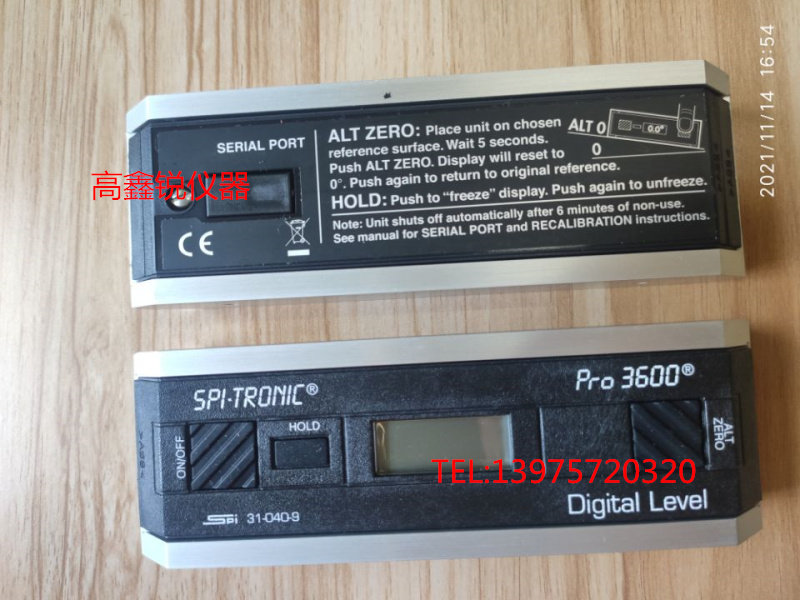 2021/11/14 16:54
SERIAL PORT
高鑫锐仪器
ALT ZERO: Place unit on chosen
reference surface. Wait 5 seconds.
Push ALT ZERO. Display will reset to
0°. Push again to return to original reference.
HOLD: Push to “freeze” display. Push again to unfreeze.
Note: Unit shuts off automatically after 6 minutes of non-use.
See manual for SERIAL PORT and RECALIBRATION instructions.
ALT 0
0.0°
0
CE
SPI-TRONIC®
Pro 3600®
ON/OFF
HOLD
ALT
ZERO
TEL:13975720320
SPI 31-040-9
Digital Level